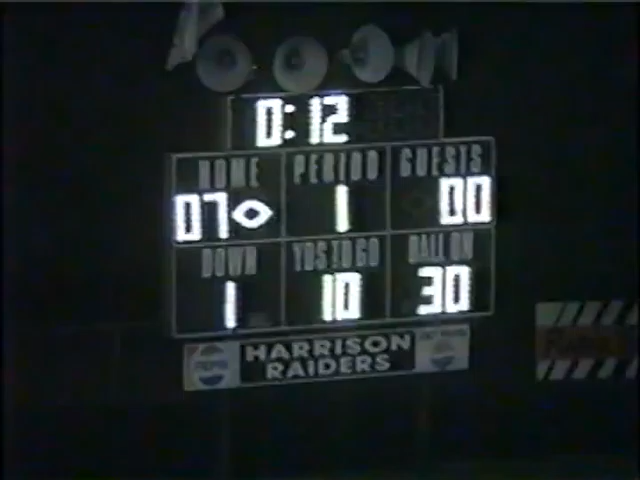 0:12
HOME PERIOD GUESTS
07 1 00
DOWN YDS TO GO BALL ON
1 10 30
HARRISON
RAIDERS